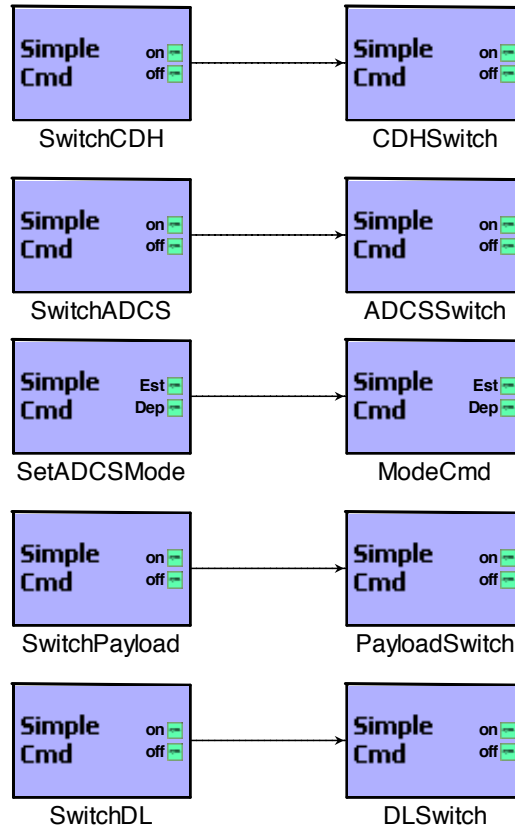 Simple
Cmd
on
off
SwitchCDH
Simple
Cmd
on
off
CDHSwitch
Simple
Cmd
on
off
SwitchADCS
Simple
Cmd
on
off
ADCSSwitch
Simple
Cmd
Est
Dep
SetADCSMode
Simple
Cmd
Est
Dep
ModeCmd
Simple
Cmd
on
off
SwitchPayload
Simple
Cmd
on
off
PayloadSwitch
Simple
Cmd
on
off
SwitchDL
Simple
Cmd
on
off
DLSwitch